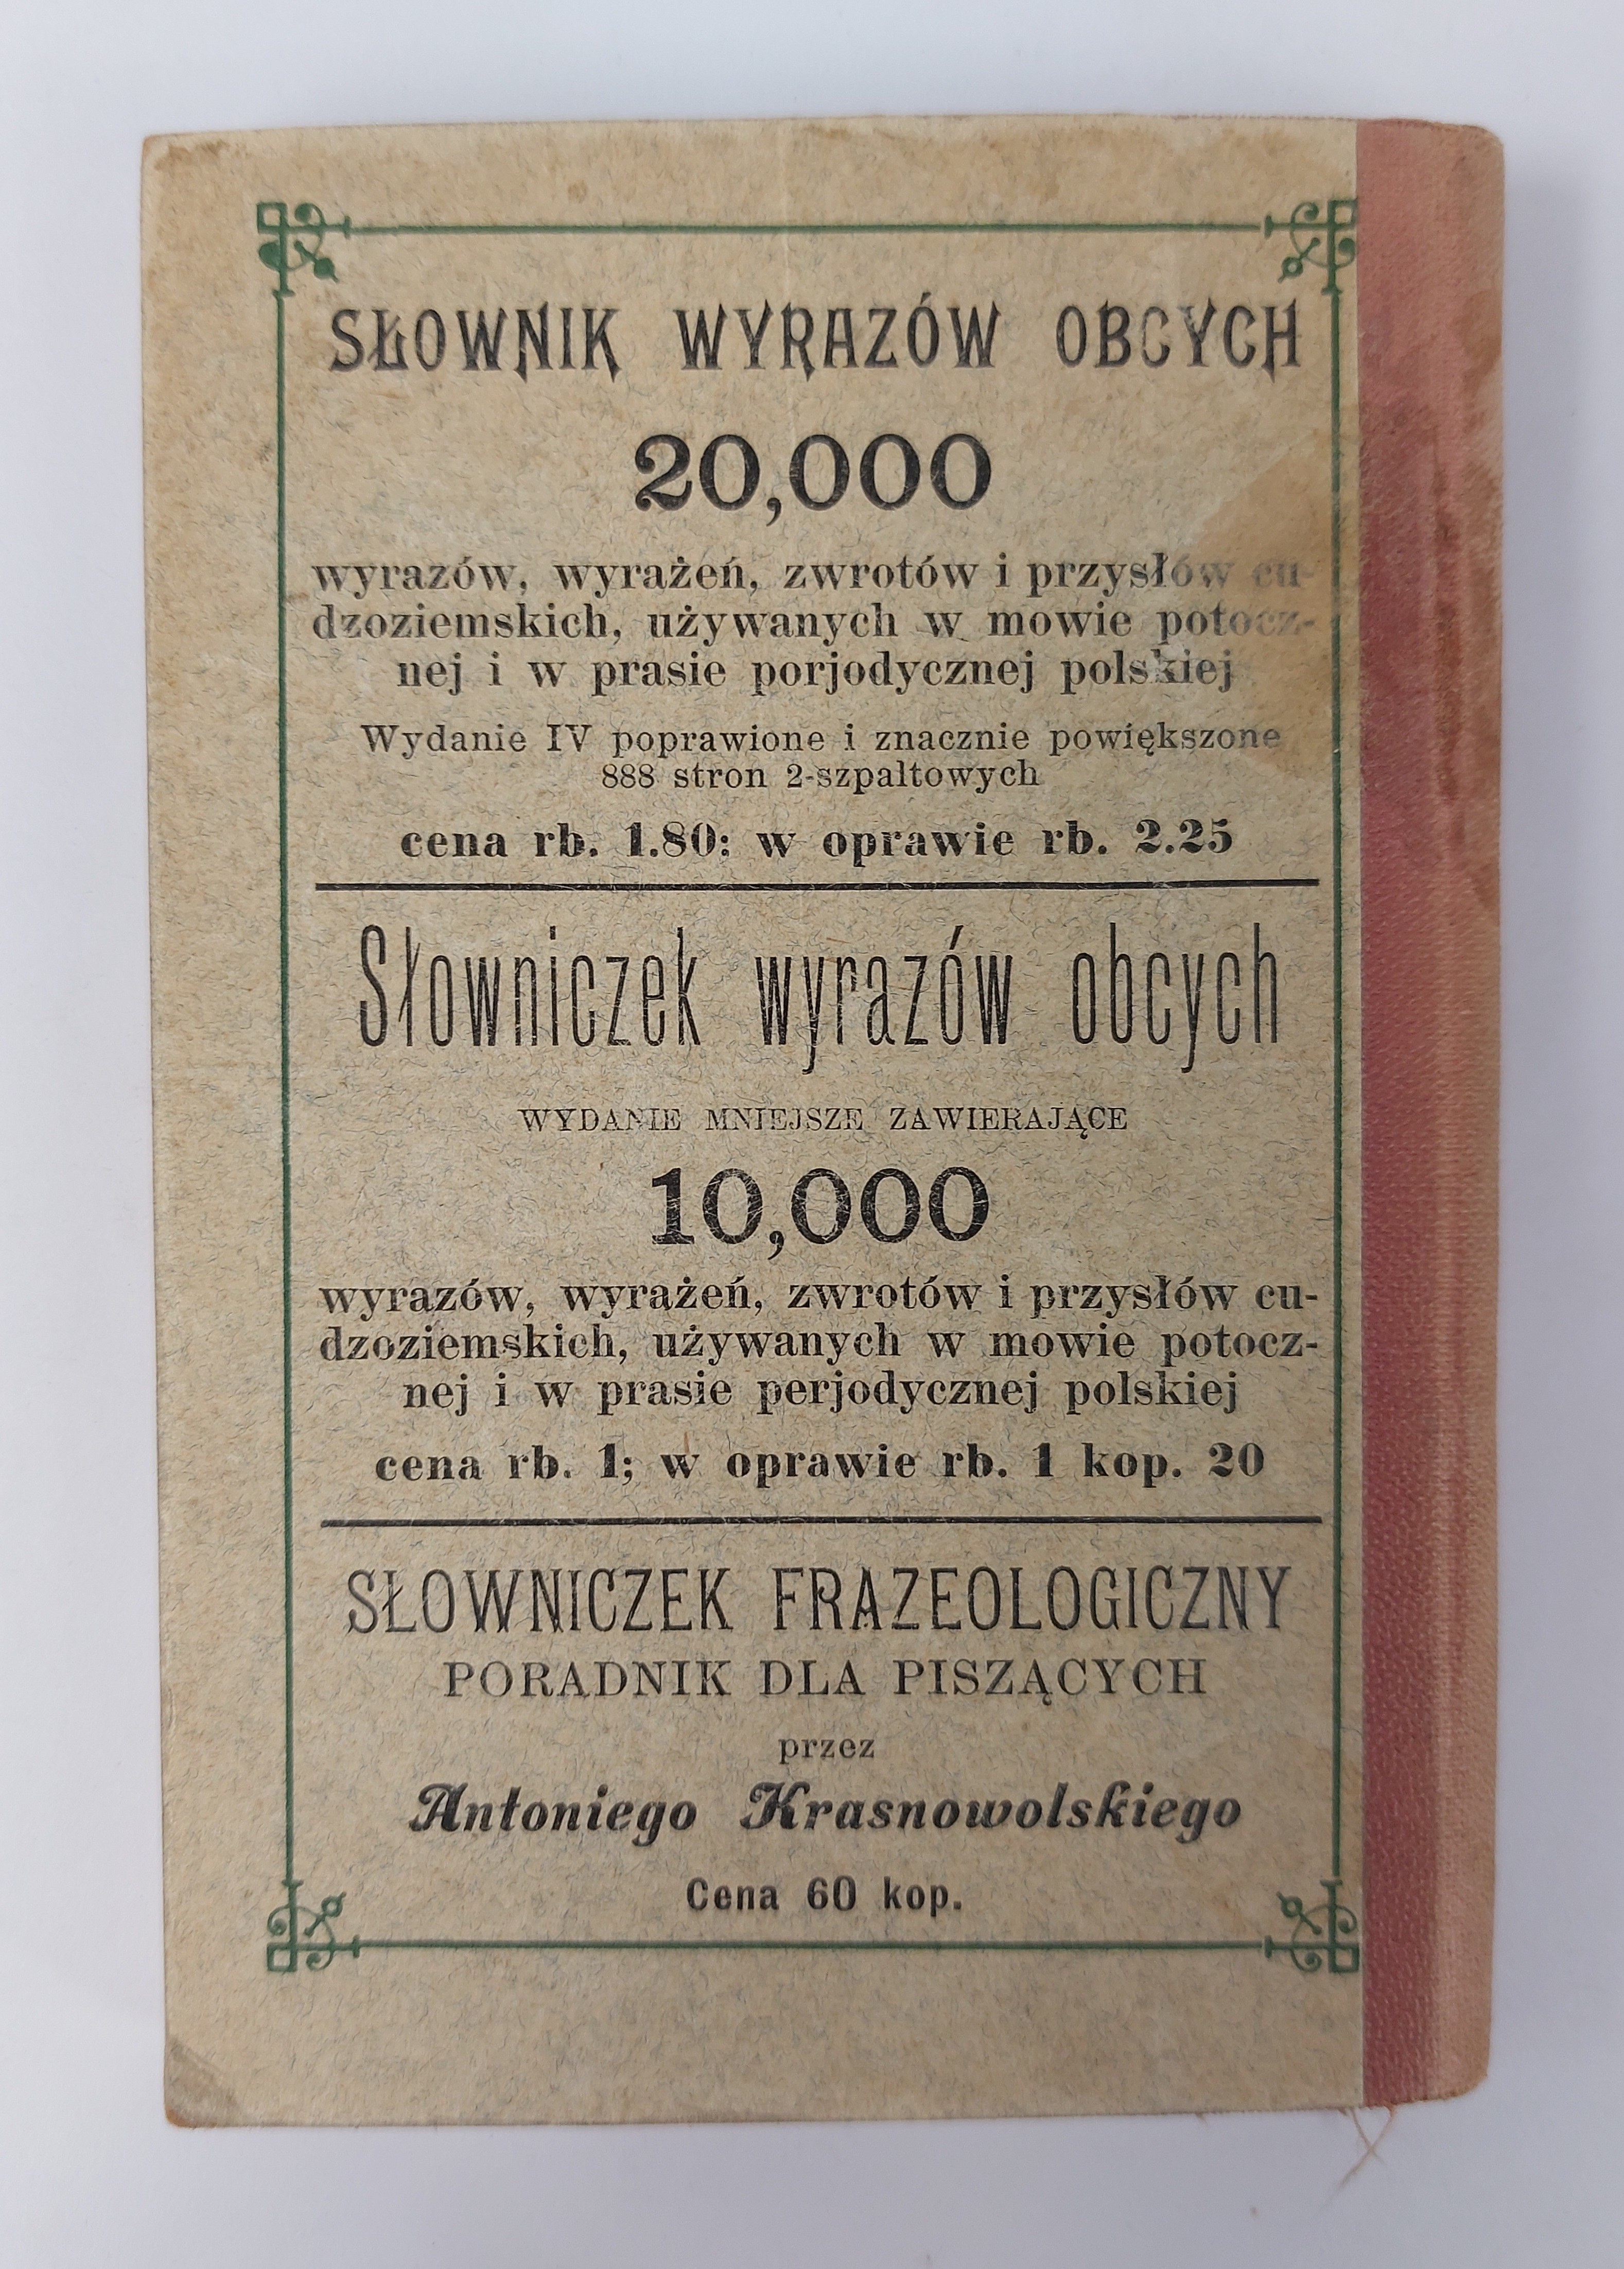 SŁOWNIK WYRAZÓW OBCYCH
20,000
wyrazów, wyrażeń, zwrotów i przysłów cu-
dzoziemskich, używanych w mowie potocz-
nej i w prasie porjodycznej polskiej
Wydanie IV poprawione i znacznie powiększone
888 stron 2-szpaltowych
cena rb. 1.80: w oprawie rb. 2.25
Słowniczek wyrazów obcych
WYDANIE MNIEJSZE ZAWIERAJĄCE
10,000
wyrazów, wyrażeń, zwrotów i przysłów cu-
dzoziemskich, używanych w mowie potocz-
nej i w prasie perjodycznej polskiej
cena rb. 1; w oprawie rb. 1 kop. 20
SŁOWNICZEK FRAZEOLOGICZNY
PORADNIK DLA PISZĄCYCH
przez
Antoniego Krasnowolskiego
Cena 60 kop.